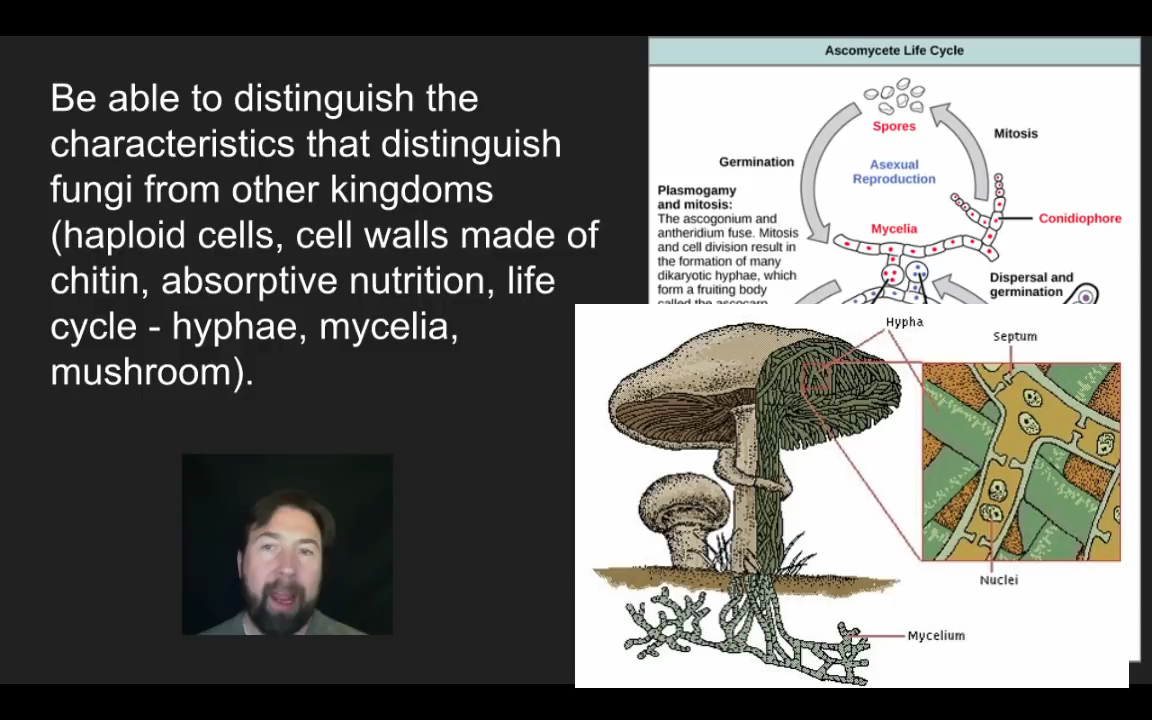 Be able to distinguish the
characteristics that distinguish
fungi from other kingdoms
(haploid cells, cell walls made of
chitin, absorptive nutrition, life
cycle - hyphae, mycelia,
mushroom).
Ascomycete Life Cycle
Spores
Mitosis
Germination
Asexual
Reproduction
Plasmogamy
and mitosis:
The ascogonium and
antheridium fuse. Mitosis
and cell division result in
the formation of many
dikaryotic hyphae, which
form a fruiting body
called the ascocarp
Conidiophore
Mycelia
Dispersal and
germination
Hypha
Septum
Nuclei
Mycelium